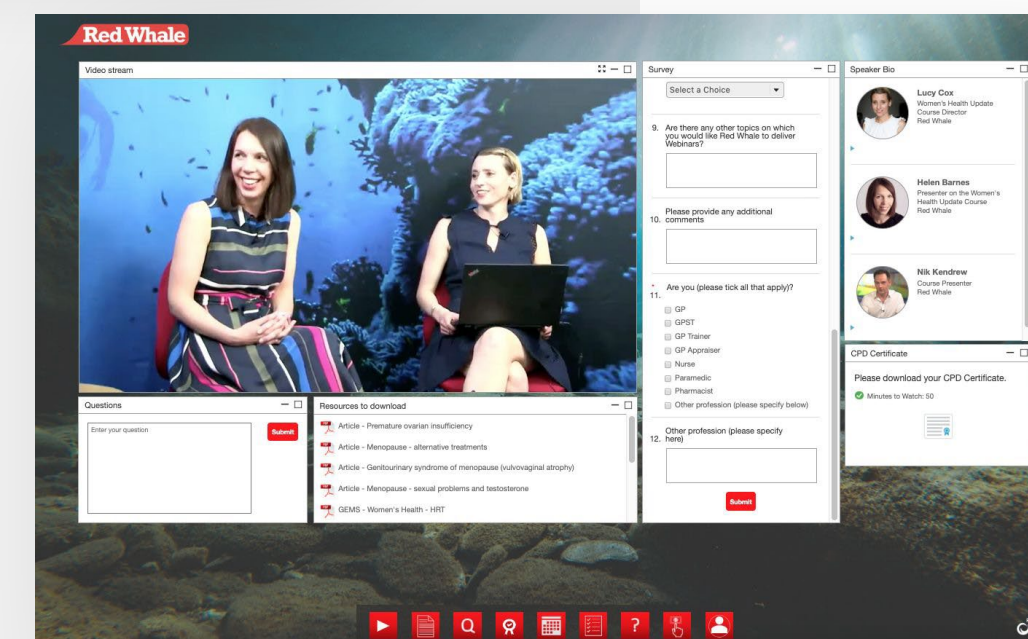 Red Whale
Video stream
Survey
Select a Choice
9. Are there any other topics on which
you would like Red Whale to deliver
Webinars?
Please provide any additional
10. comments
* Are you (please tick all that apply)?
11.
GP
GPST
GP Trainer
GP Appraiser
Nurse
Paramedic
Pharmacist
Other profession (please specify below)
Other profession (please specify
12. here)
Submit
Speaker Bio
Lucy Cox
Women's Health Update
Course Director
Red Whale
Helen Barnes
Presenter on the Women's
Health Update Course
Red Whale
Nik Kendrew
Course Presenter
Red Whale
CPD Certificate
Please download your CPD Certificate.
Minutes to Watch: 50
Questions
Enter your question
Submit
Resources to download
Article - Premature ovarian insufficiency
Article - Menopause - alternative treatments
Article - Genitourinary syndrome of menopause (vulvovaginal atrophy)
Article - Menopause - sexual problems and testosterone
GEMS - Women's Health - HRT
?